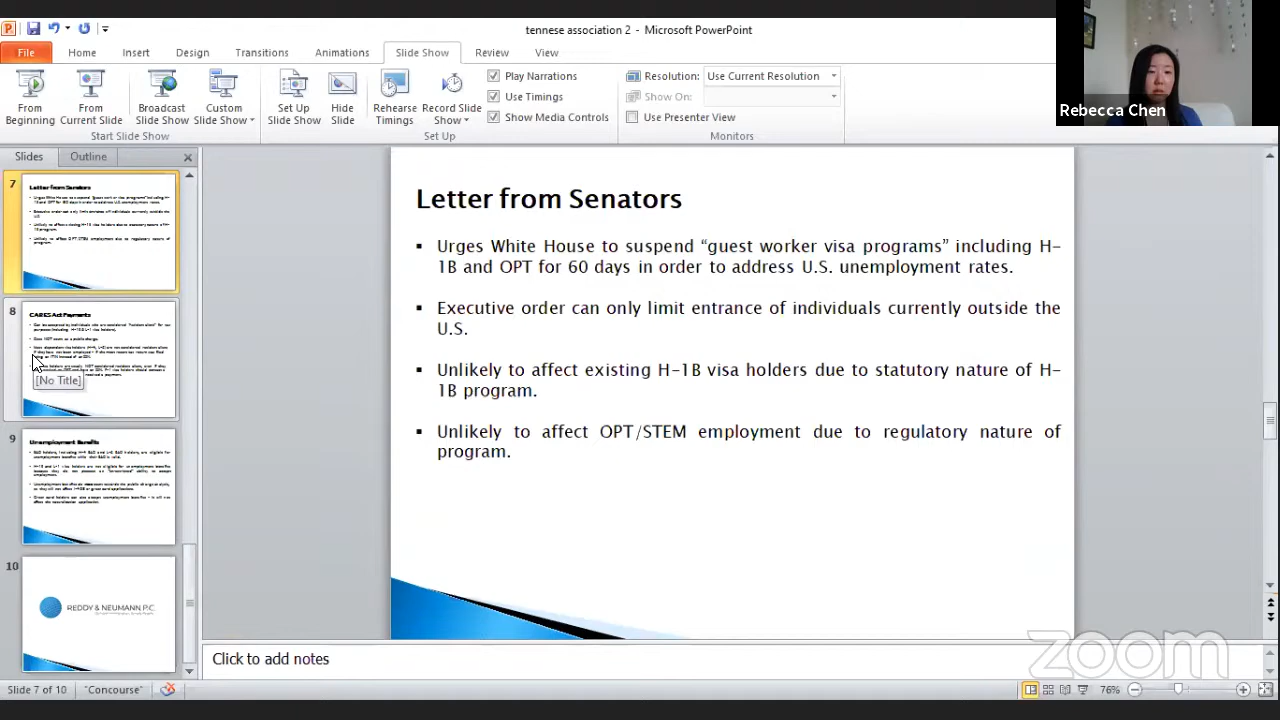 tennese association 2 - Microsoft PowerPoint
File Home Insert Design Transitions Animations Slide Show Review View
From Beginning
From Current Slide
Broadcast Slide Show
Custom Slide Show
Start Slide Show
Set Up Slide Show
Hide Slide
Rehearse Timings
Record Slide Show
Play Narrations
Use Timings
Show Media Controls
Set Up
Resolution: Use Current Resolution
Show On:
Use Presenter View
Monitors
Rebecca Chen
Slides Outline
7
Letter from Senators
8
CARES Act Payments
[No Title]
9
Unemployment Benefits
10
REDDY & NEUMANN P.C.
Letter from Senators
Urges White House to suspend “guest worker visa programs” including H-
1B and OPT for 60 days in order to address U.S. unemployment rates.
Executive order can only limit entrance of individuals currently outside the
U.S.
Unlikely to affect existing H-1B visa holders due to statutory nature of H-
1B program.
Unlikely to affect OPT/STEM employment due to regulatory nature of
program.
Click to add notes
zoom
Slide 7 of 10 "Concourse" 76%